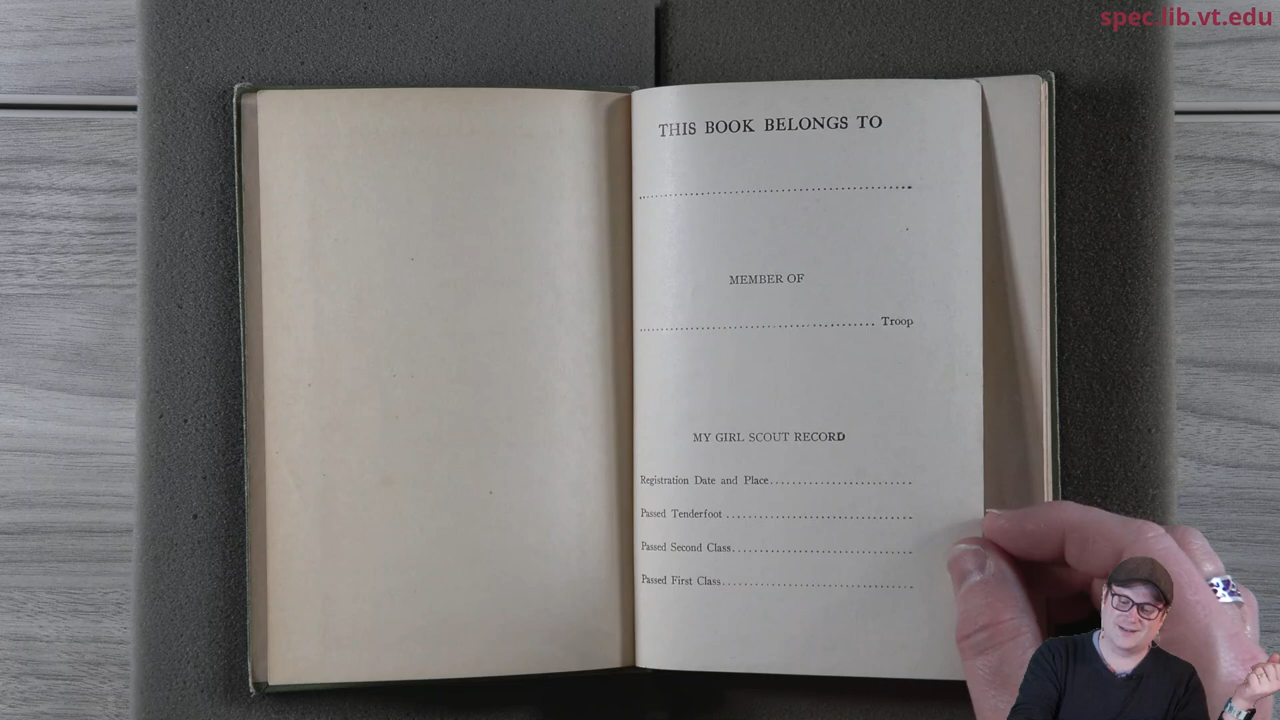 spec.lib.vt.edu
THIS BOOK BELONGS TO
MEMBER OF
Troop
MY GIRL SCOUT RECORD
Registration Date and Place
Passed Tenderfoot
Passed Second Class
Passed First Class